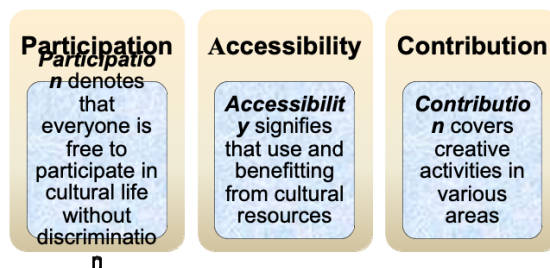 Participation
Participatio
n denotes
that
everyone is
free to
participate in
cultural life
without
discriminatio
n
Accessibility
Accessibilit
y signifies
that use and
benefitting
from cultural
resources
Contribution
Contributio
n covers
creative
activities in
various
areas